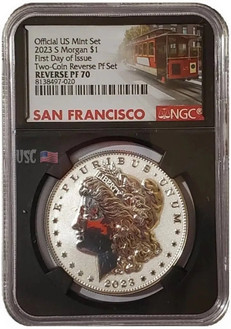 Official US Mint Set
2023 S Morgan $1
First Day of Issue
Two-Coin Reverse Pf Set
REVERSE PF 70
8138497-020
SAN FRANCISCO
NGC
USC
E·PLURIBUS·UNUM
LIBERTY
2023